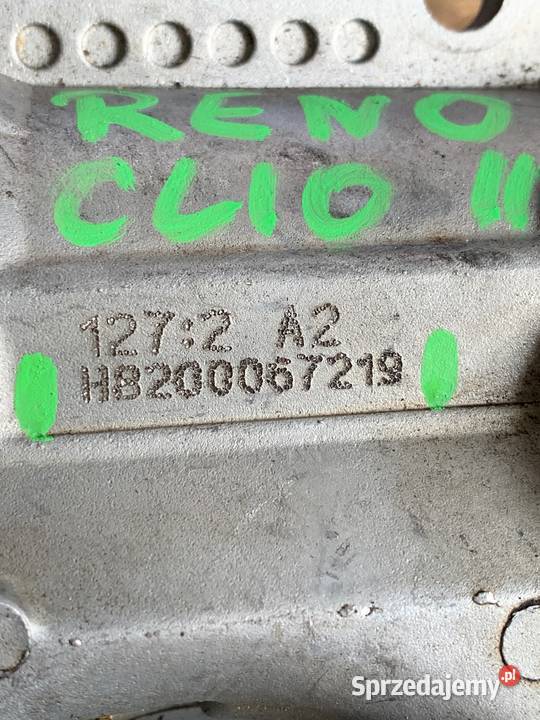 RENO
CLIO II
127:2 A2
H8200067219
Sprzedajemy.pl